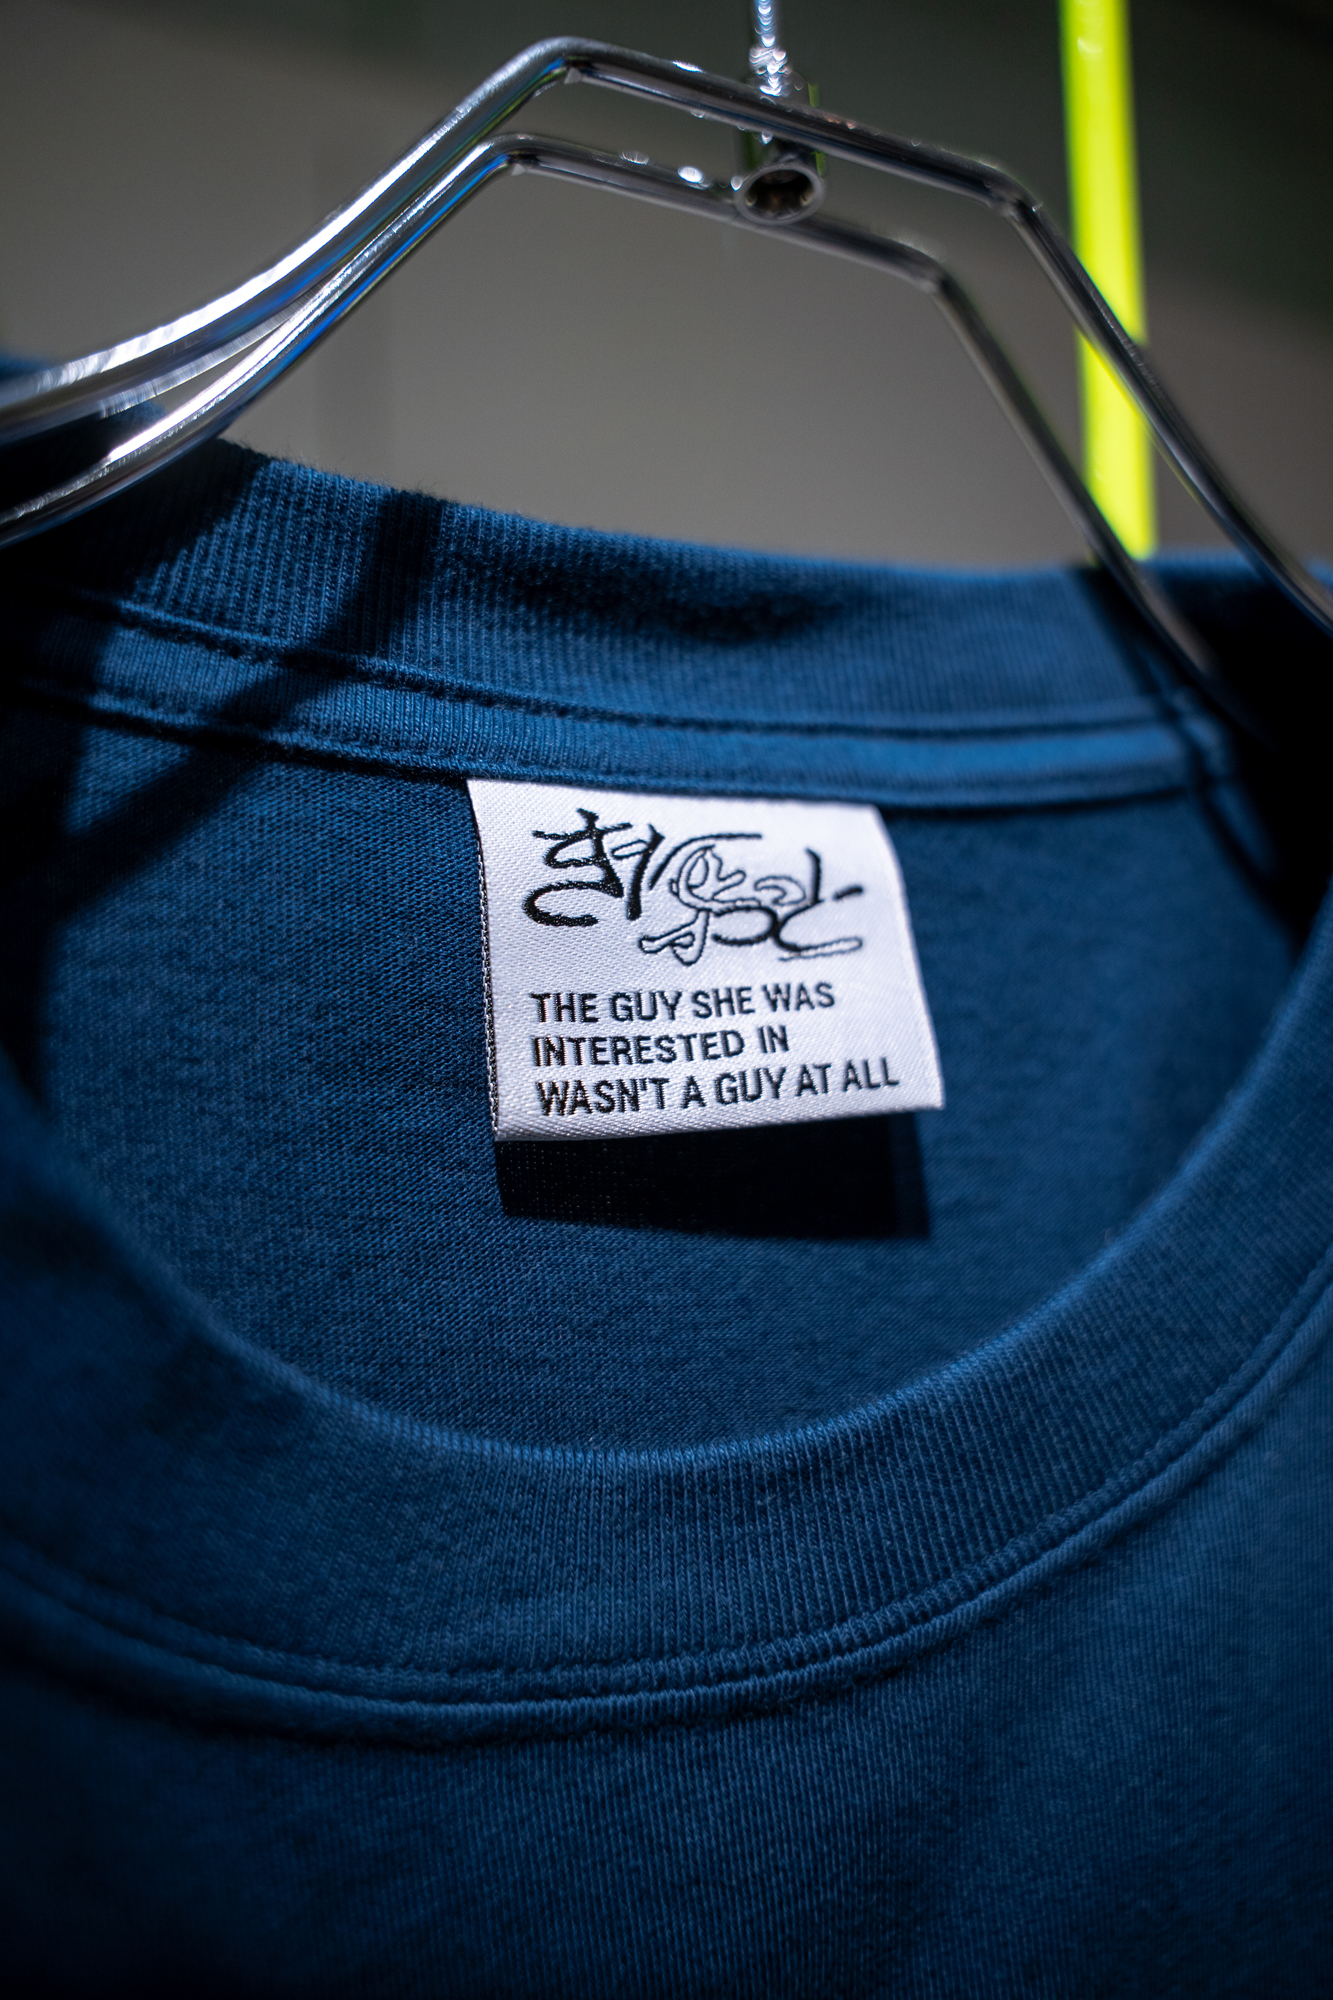 THE GUY SHE WAS
INTERESTED IN
WASN'T A GUY AT ALL